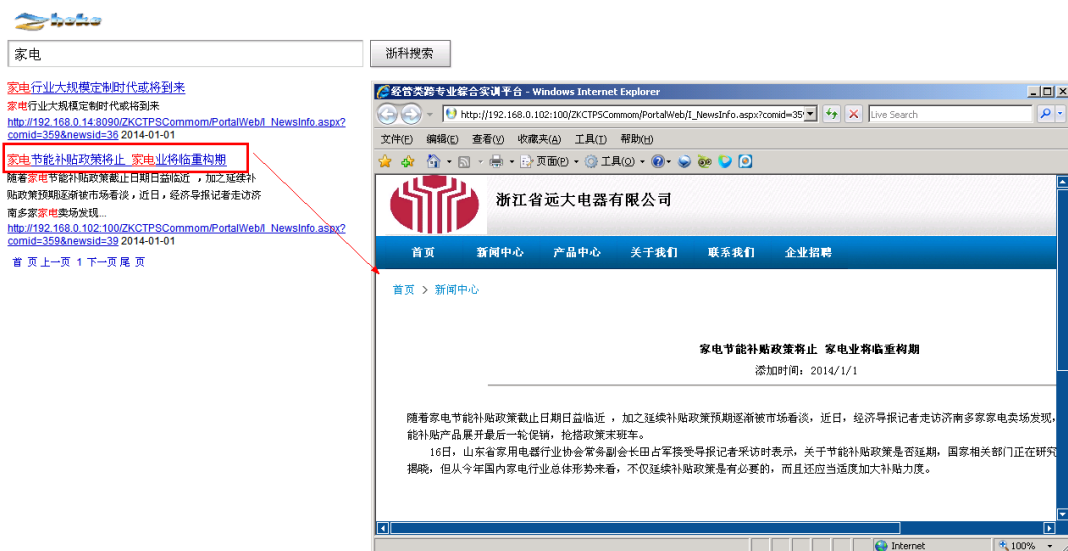 Zheke
家电
浙科搜索
家电行业大规模定制时代或将到来
家电行业大规模定制时代或将到来
http://192.168.0.14:8090/ZKCTPSCommom/PortalWeb/I_NewsInfo.aspx?
comid=359&newsid=36 2014-01-01
家电节能补贴政策将止 家电业将临重构期
随着家电节能补贴政策截止日期日益临近 ，加之延续补
贴政策预期逐渐被市场看淡，近日，经济导报记者走访济
南多家家电卖场发现...
http://192.168.0.102:100/ZKCTPSCommom/PortalWeb/I_NewsInfo.aspx?
comid=359&newsid=39 2014-01-01
首 页 上一页 1 下一页 尾 页
经管类跨专业综合实训平台 - Windows Internet Explorer
http://192.168.0.102:100/ZKCTPSCommom/PortalWeb/I_NewsInfo.aspx?comid=35
Live Search
文件(F) 编辑(E) 查看(V) 收藏夹(A) 工具(T) 帮助(H)
页面(P) 工具(O)
浙江省远大电器有限公司
首页 新闻中心 产品中心 关于我们 联系我们 企业招聘
首页 > 新闻中心
家电节能补贴政策将止 家电业将临重构期
添加时间：2014/1/1
随着家电节能补贴政策截止日期日益临近 ，加之延续补贴政策预期逐渐被市场看淡，近日，经济导报记者走访济南多家家电卖场发现，
能补贴产品展开最后一轮促销，抢搭政策末班车。
16日，山东省家用电器行业协会常务副会长田占军接受导报记者采访时表示，关于节能补贴政策是否延期，国家相关部门正在研究
揭晓，但从今年国内家电行业总体形势来看，不仅延续补贴政策是有必要的，而且还应当适度加大补贴力度。
Internet
100%